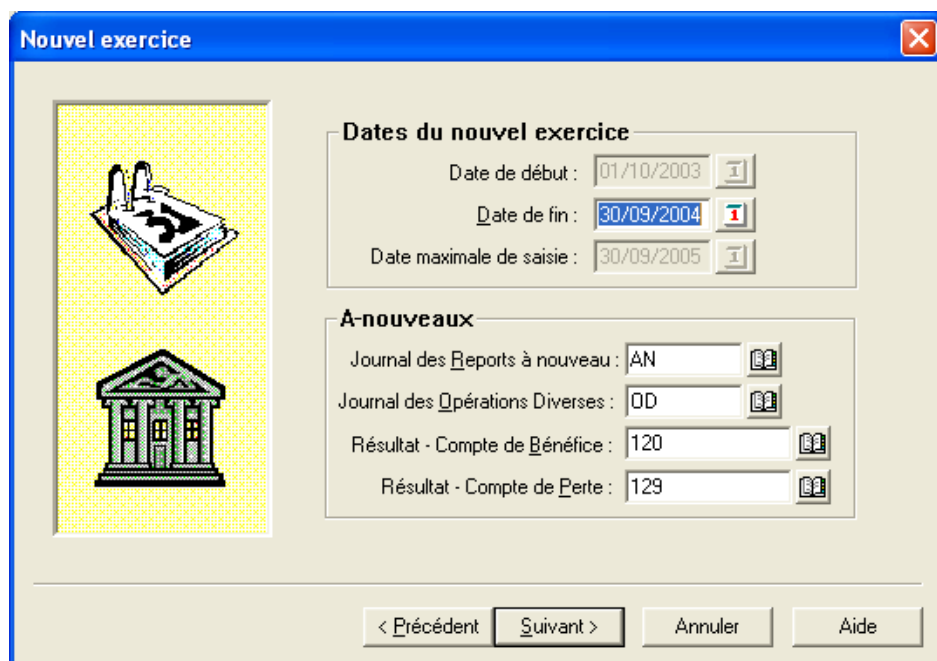 Nouvel exercice
Dates du nouvel exercice
Date de début : 01/10/2003
Date de fin : 30/09/2004
Date maximale de saisie : 30/09/2005
A-nouveaux
Journal des Reports à nouveau : AN
Journal des Opérations Diverses : OD
Résultat - Compte de Bénéfice : 120
Résultat - Compte de Perte : 129
< Précédent Suivant > Annuler Aide